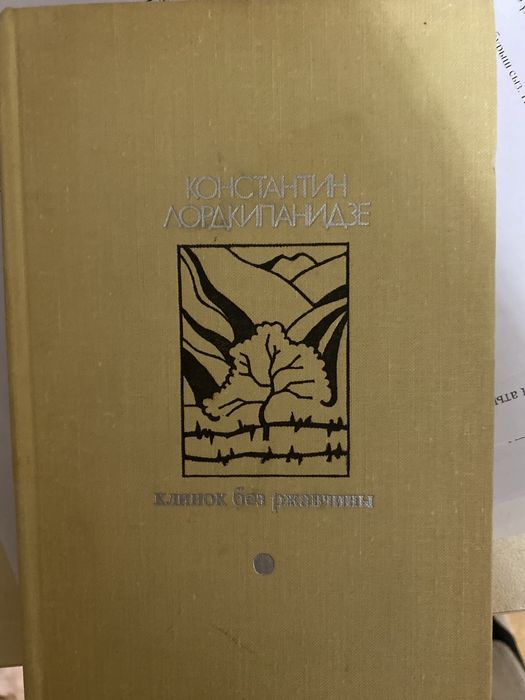 КОНСТАНТИН
ЛОРДКИПАНИДЗЕ
клинок без ржавчины